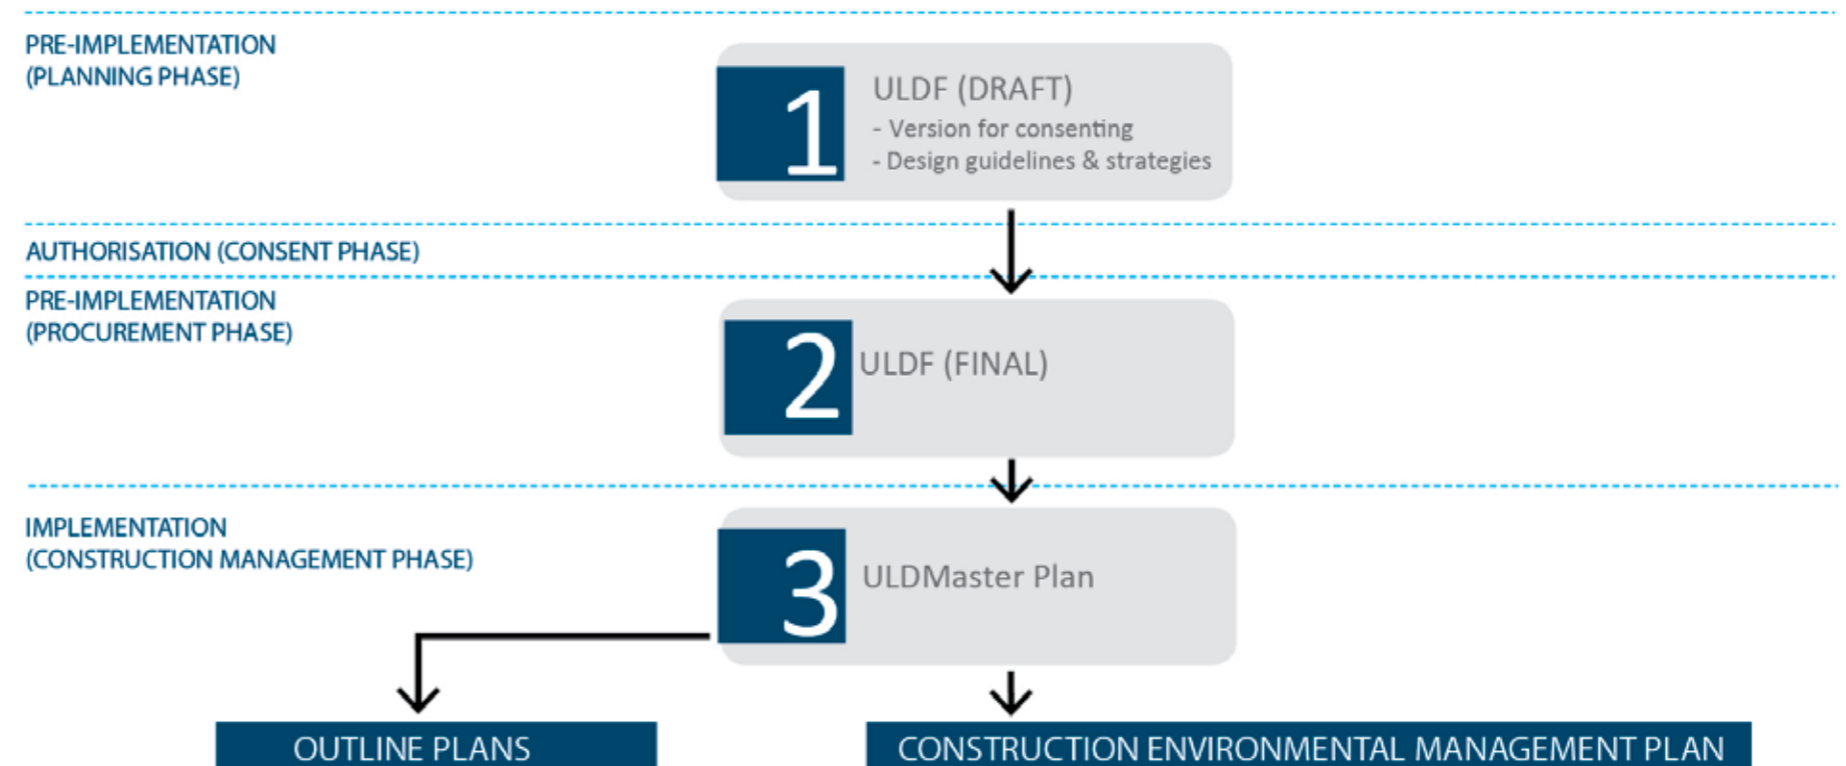 PRE-IMPLEMENTATION
(PLANNING PHASE)
1
ULDF (DRAFT)
- Version for consenting
- Design guidelines & strategies
AUTHORISATION (CONSENT PHASE)
PRE-IMPLEMENTATION
(PROCUREMENT PHASE)
2
ULDF (FINAL)
IMPLEMENTATION
(CONSTRUCTION MANAGEMENT PHASE)
3
ULDMaster Plan
OUTLINE PLANS
CONSTRUCTION ENVIRONMENTAL MANAGEMENT PLAN